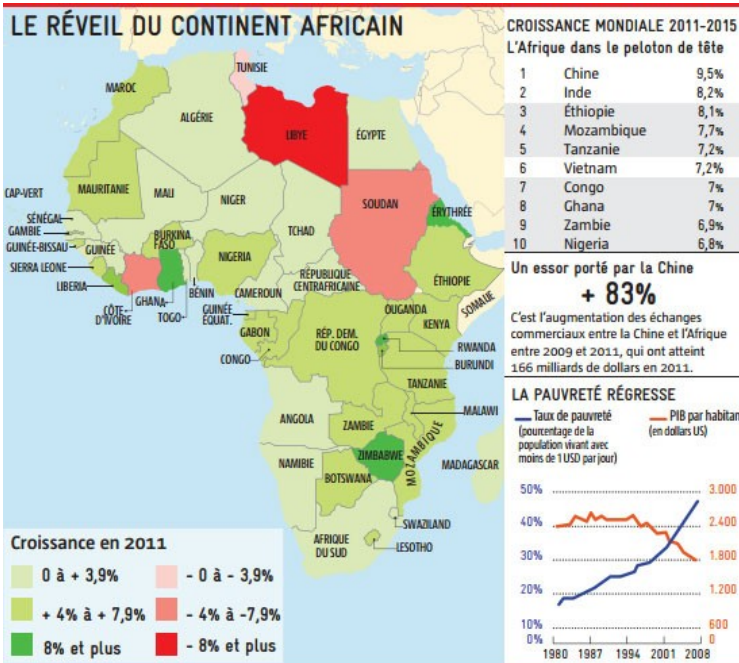 LE RÉVEIL DU CONTINENT AFRICAIN
TUNISIE
MAROC
ALGÉRIE
LIBYE
ÉGYPTE
CAP-VERT
MAURITANIE
MALI
NIGER
SOUDAN
ÉRYTHRÉE
SÉNÉGAL
GAMBIE
GUINÉE-BISSAU
GUINÉE
BURKINA
FASO
TCHAD
NIGERIA
SIERRA LEONE
LIBERIA
CÔTE
D'IVOIRE
GHANA
TOGO
BÉNIN
CAMEROUN
RÉPUBLIQUE
CENTRAFRICAINE
ÉTHIOPIE
SOMALIE
GUINÉE
ÉQUAT.
OUGANDA
KENYA
GABON
CONGO
RÉP. DEM.
DU CONGO
RWANDA
BURUNDI
TANZANIE
MALAWI
ANGOLA
ZAMBIE
MOZAMBIQUE
ZIMBABWE
NAMIBIE
BOTSWANA
MADAGASCAR
SWAZILAND
AFRIQUE
DU SUD
LESOTHO
Croissance en 2011
0 à + 3,9%
- 0 à - 3,9%
+ 4% à + 7,9%
- 4% à -7,9%
8% et plus
- 8% et plus
CROISSANCE MONDIALE 2011-2015
L'Afrique dans le peloton de tête
1 Chine 9,5%
2 Inde 8,2%
3 Éthiopie 8,1%
4 Mozambique 7,7%
5 Tanzanie 7,2%
6 Vietnam 7,2%
7 Congo 7%
8 Ghana 7%
9 Zambie 6,9%
10 Nigeria 6,8%
Un essor porté par la Chine
+ 83%
C'est l'augmentation des échanges
commerciaux entre la Chine et l'Afrique
entre 2009 et 2011, qui ont atteint
166 milliards de dollars en 2011.
LA PAUVRETÉ RÉGRESSE
Taux de pauvreté
(pourcentage de la
population vivant avec
moins de 1 USD par jour)
PIB par habitan
(en dollars US)
50% 3.000
40% 2.400
30% 1.800
20% 1.200
10% 600
0% 0
1980 1987 1994 2001 2008